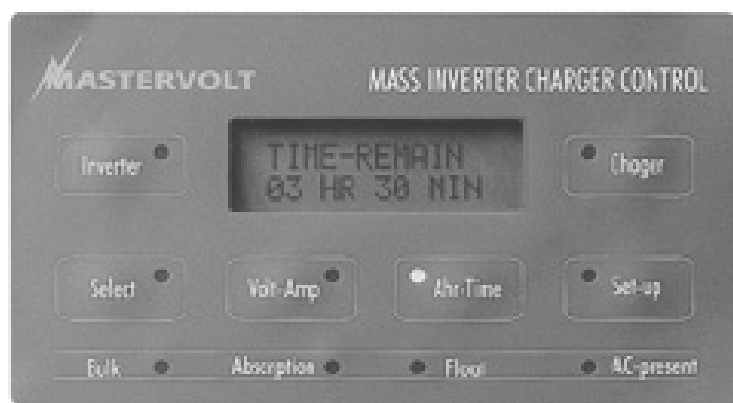 MASTERVOLT
MASS INVERTER CHARGER CONTROL
Inverter
TIME-REMAIN
03 HR 30 MIN
Chager
Select
Volt-Amp
Ahr-Time
Set-up
Bulk
Absorption
Float
AC-present